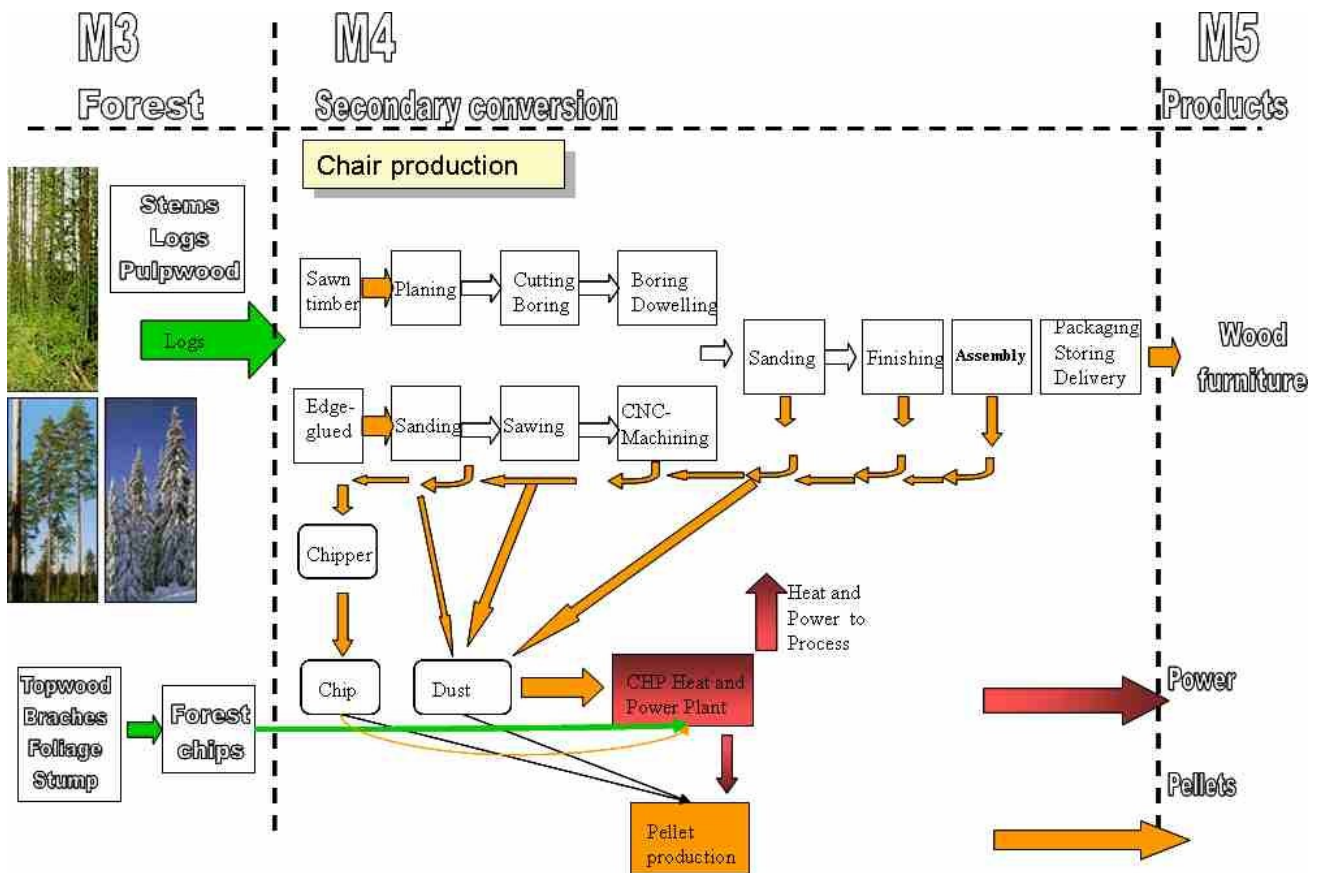 M3
Forest
M4
Secondary conversion
M5
Products
Chair production
Stems
Logs
Pulpwood
Logs
Sawn
timber
Planing
Cutting
Boring
Boring
Dowelling
Sanding
Finishing
Assembly
Packaging
Storing
Delivery
Wood
furniture
Edge-
glued
Sanding
Sawing
CNC-
Machining
Chipper
Heat and
Power to
Process
Chip
Dust
CHP Heat and
Power Plant
Power
Topwood
Braches
Foliage
Stump
Forest
chips
Pellets
Pellet
production